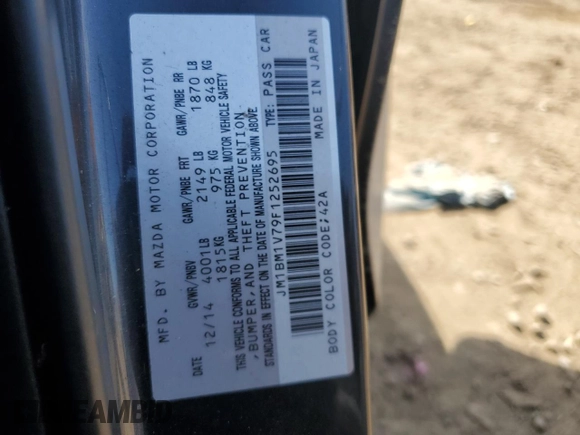 MFD. BY MAZDA MOTOR CORPORATION
GVWR/PNBV GAWR/PNBE FRT GAWR/PNBE RR
DATE 12/14 4001LB 2149 LB 1870 LB
1815KG 975 KG 848 KG
THIS VEHICLE CONFORMS TO ALL APPLICABLE FEDERAL MOTOR VEHICLE SAFETY
,BUMPER,AND THEFT PREVENTION
STANDARDS IN EFFECT ON THE DATE OF MANUFACTURE SHOWN ABOVE
JM1BM1V79F1252695 TYPE: PASS CAR
BODY COLOR CODE;42A MADE IN JAPAN